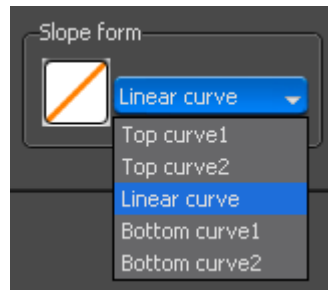 Slope form
Linear curve
Top curve1
Top curve2
Linear curve
Bottom curve1
Bottom curve2